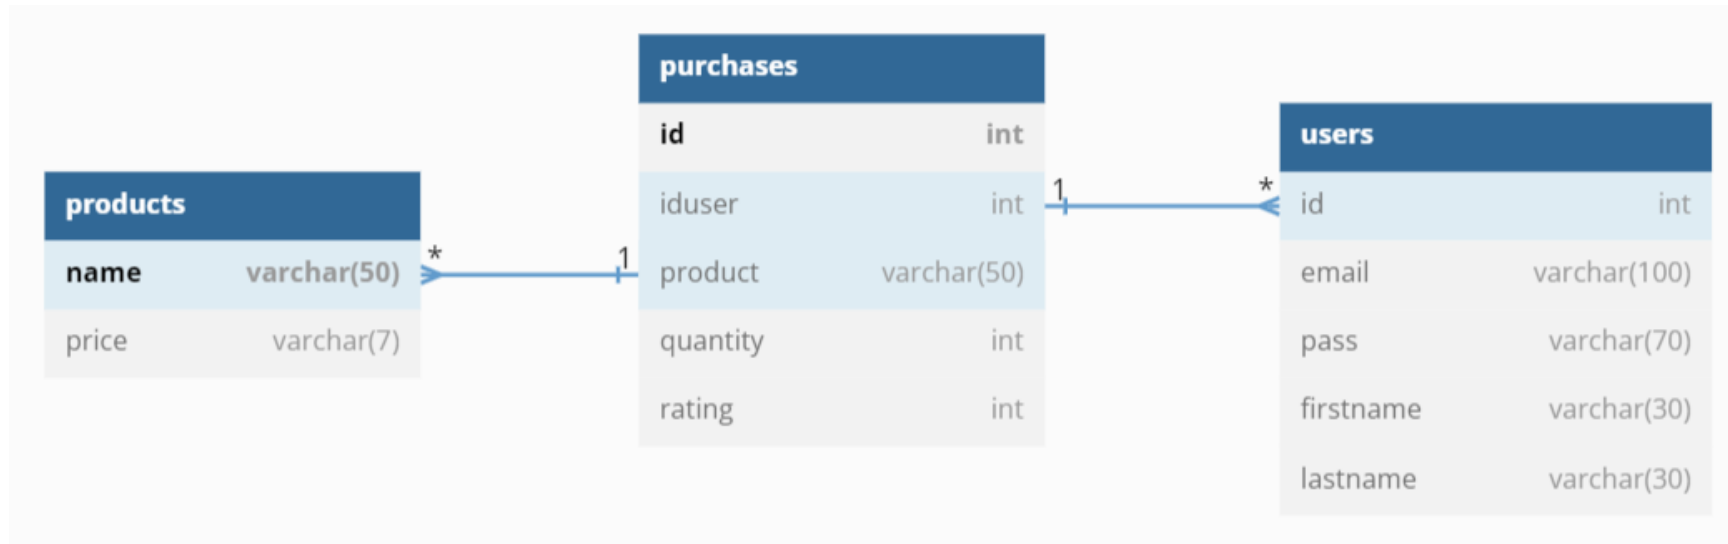 products
name varchar(50)
price varchar(7)
* 1
purchases
id int
iduser int
product varchar(50)
quantity int
rating int
1 *
users
id int
email varchar(100)
pass varchar(70)
firstname varchar(30)
lastname varchar(30)